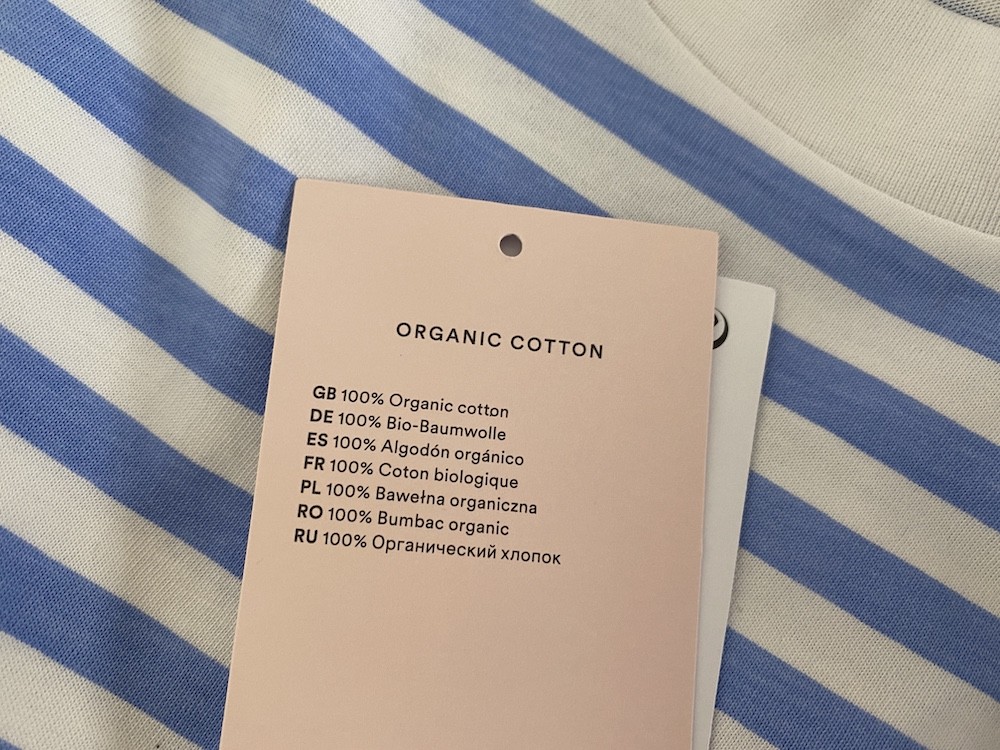 ORGANIC COTTON
GB 100% Organic cotton
DE 100% Bio-Baumwolle
ES 100% Algodón orgánico
FR 100% Coton biologique
PL 100% Bawełna organiczna
RO 100% Bumbac organic
RU 100% Органический хлопок